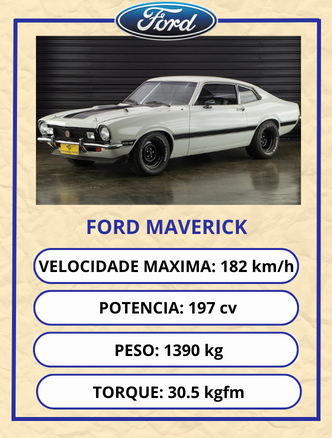 Ford
FORD MAVERICK
VELOCIDADE MAXIMA: 182 km/h
POTENCIA: 197 cv
PESO: 1390 kg
TORQUE: 30.5 kgfm